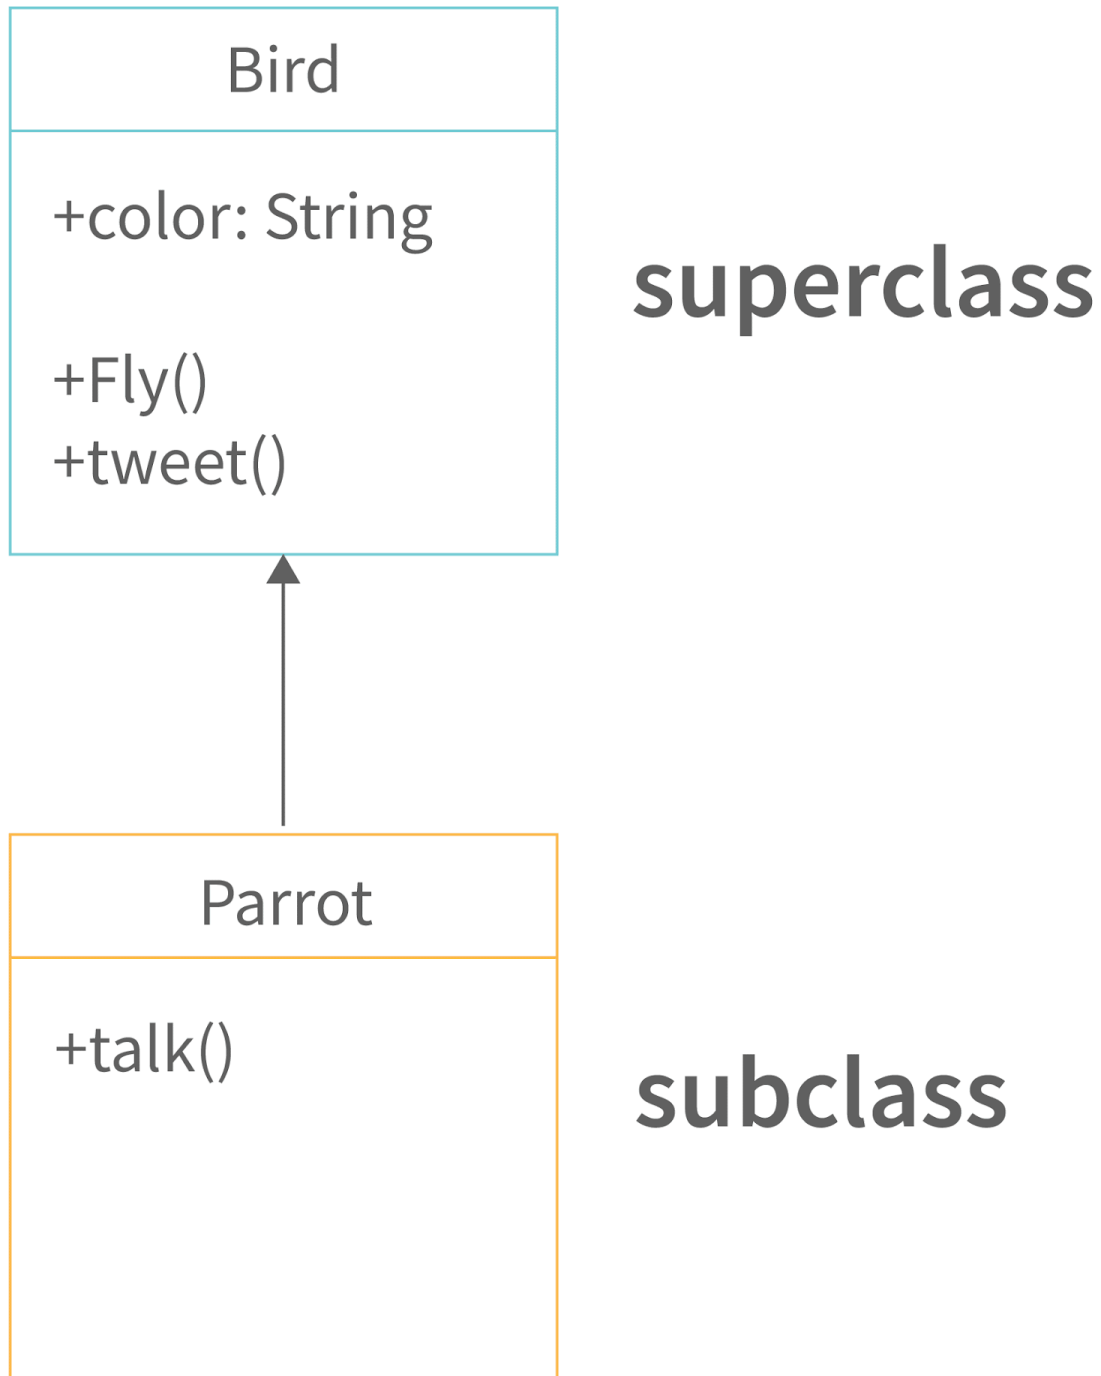 Bird
+color: String
superclass
+Fly()
+tweet()
Parrot
+talk()
subclass